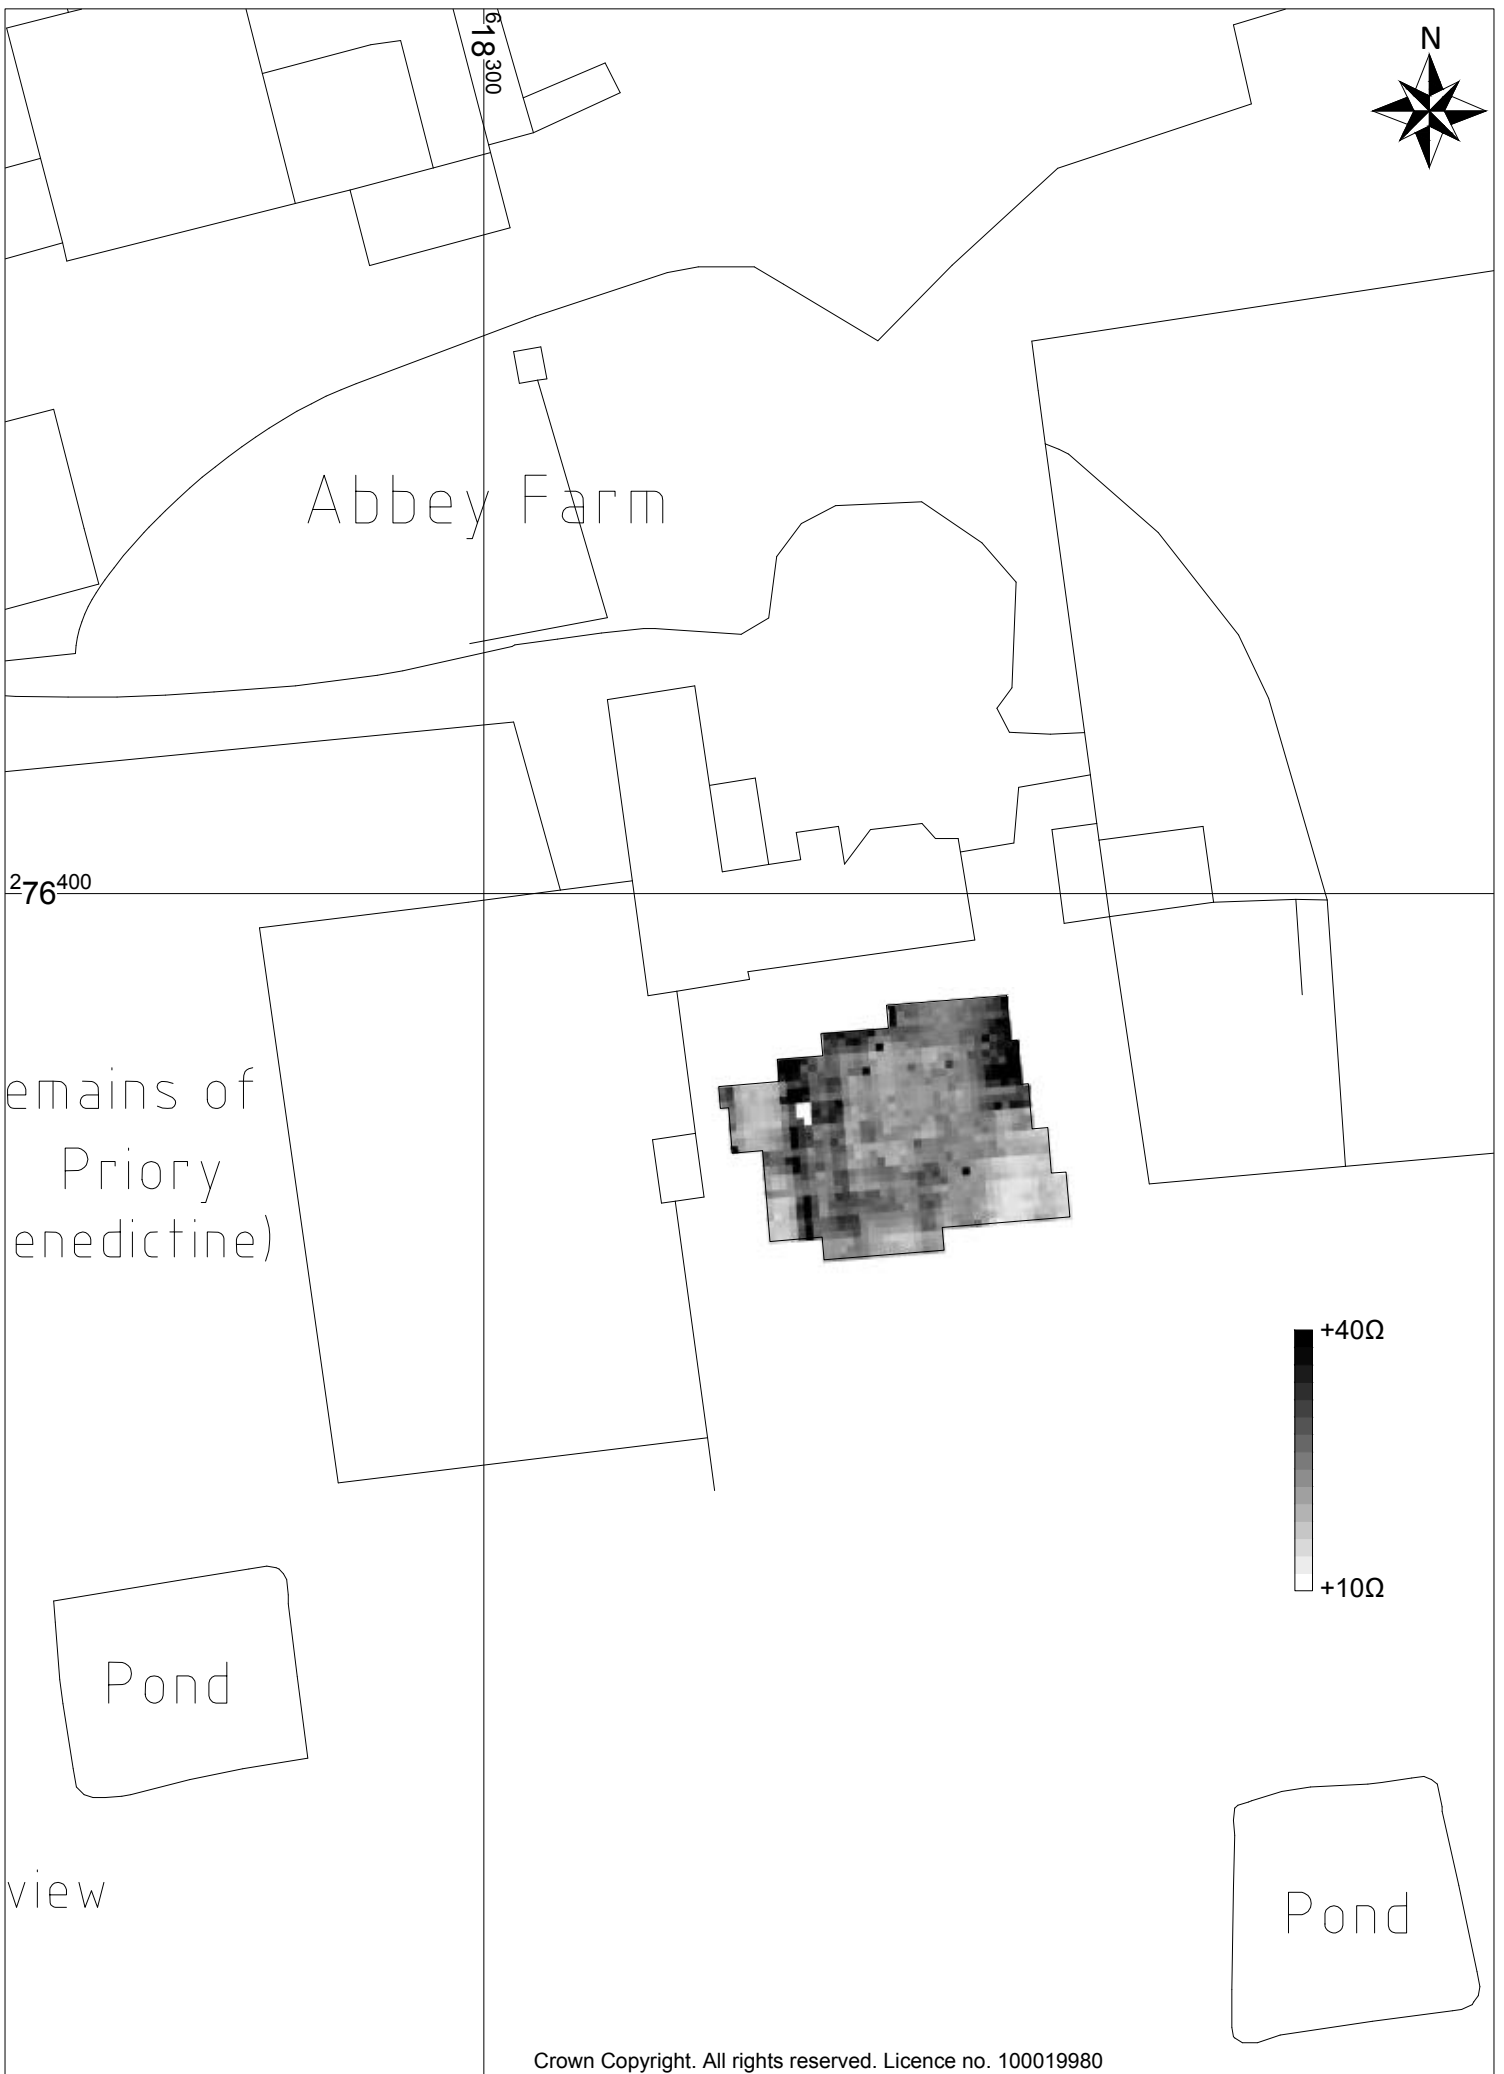 618300
N
Abbey Farm
276400
emains of
Priory
enedictine)
+40Ω
+10Ω
Pond
view
Pond
Crown Copyright. All rights reserved. Licence no. 100019980